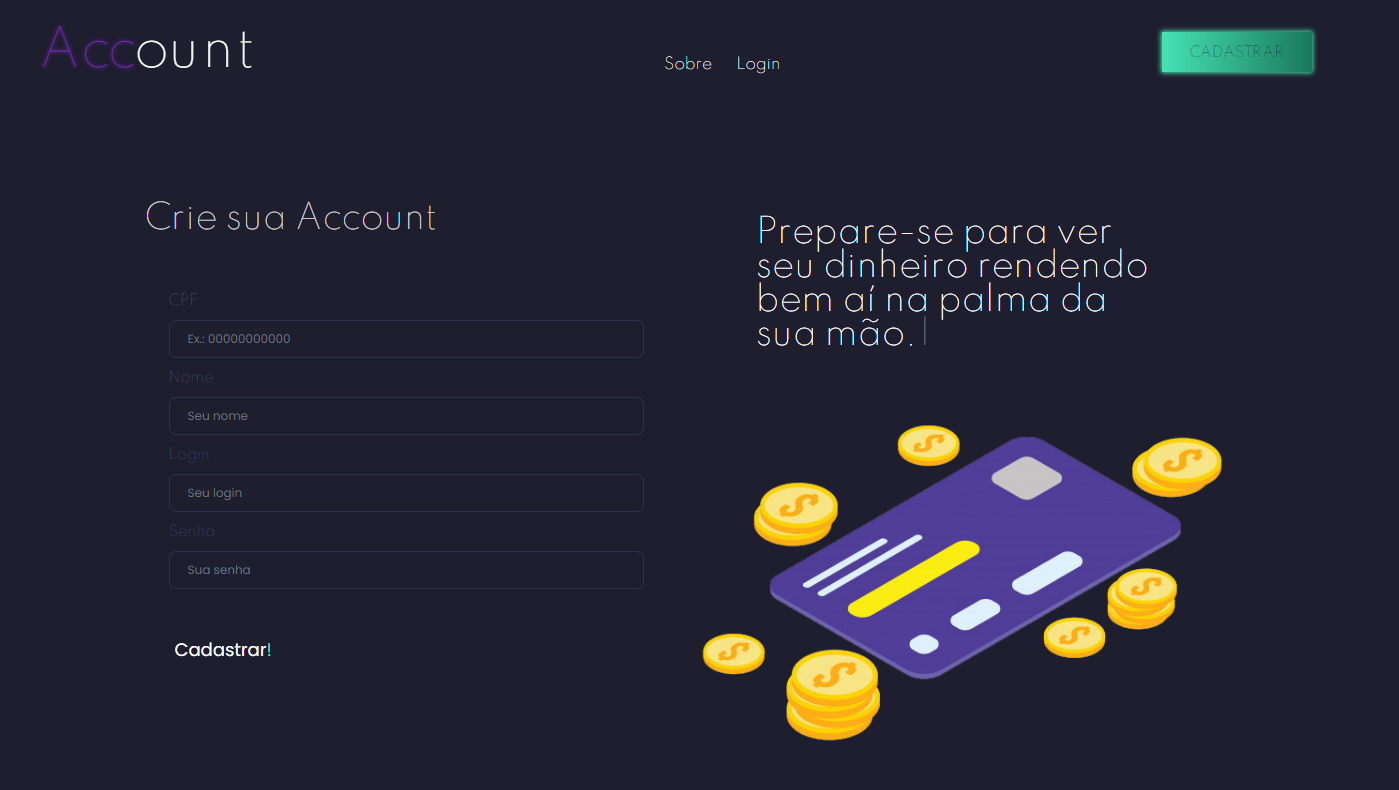 Account
Sobre
Login
CADASTRAR
Crie sua Account
CPF
Ex.: 00000000000
Nome
Seu nome
Login
Seu login
Senha
Sua senha
Cadastrar!
Prepare-se para ver
seu dinheiro rendendo
bem aí na palma da
sua mão.